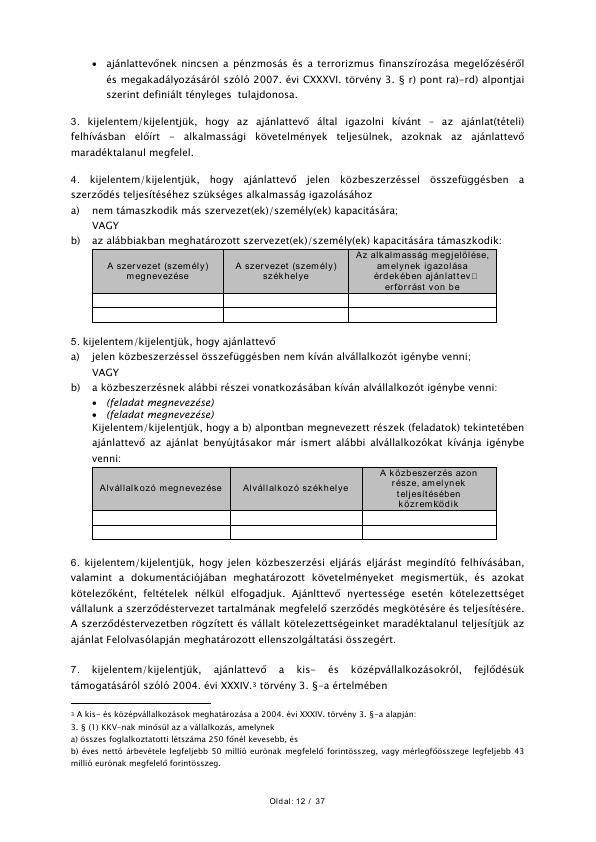 • ajánlattevőnek nincsen a pénzmosás és a terrorizmus finanszírozása megelőzéséről
és megakadályozásáról szóló 2007. évi CXXXVI. törvény 3. § r) pont ra)-rd) alpontjai
szerint definiált tényleges tulajdonosa.
3. kijelentem/kijelentjük, hogy az ajánlattevő által igazolni kívánt – az ajánlat(tételi)
felhívásban előírt – alkalmassági követelmények teljesülnek, azoknak az ajánlattevő
maradéktalanul megfelel.
4. kijelentem/kijelentjük, hogy ajánlattevő jelen közbeszerzéssel összefüggésben a
szerződés teljesítéséhez szükséges alkalmasság igazolásához
a) nem támaszkodik más szervezet(ek)/személy(ek) kapacitására;
VAGY
b) az alábbiakban meghatározott szervezet(ek)/személy(ek) kapacitására támaszkodik:
A szervezet (személy)
megnevezése
A szervezet (személy)
székhelye
Az alkalmasság megjelölése,
amelynek igazolása
érdekében ajánlattev□
erforrást von be
5. kijelentem/kijelentjük, hogy ajánlattevő
a) jelen közbeszerzéssel összefüggésben nem kíván alvállalkozót igénybe venni;
VAGY
b) a közbeszerzésnek alábbi részei vonatkozásában kíván alvállalkozót igénybe venni:
• (feladat megnevezése)
• (feladat megnevezése)
Kijelentem/kijelentjük, hogy a b) alpontban megnevezett részek (feladatok) tekintetében
ajánlattevő az ajánlat benyújtásakor már ismert alábbi alvállalkozókat kívánja igénybe
venni:
Alvállalkozó megnevezése
Alvállalkozó székhelye
A közbeszerzés azon
része, amelynek
teljesítésében
6. kijelentem/kijelentjük, hogy jelen közbeszerzési eljárás eljárást megindító felhívásában,
valamint a dokumentációjában meghatározott követelményeket megismertük, és azokat
kötelezőként, feltételek nélkül elfogadjuk. Ajánlttevő nyertessége esetén kötelezettséget
vállalunk a szerződéstervezet tartalmának megfelelő szerződés megkötésére és teljesítésére.
A szerződéstervezetben rögzített és vállalt kötelezettségeinket maradéktalanul teljesítjük az
ajánlat Felolvasólapján meghatározott ellenszolgáltatási összegért.
7. kijelentem/kijelentjük, ajánlattevő a kis- és középvállalkozásokról, fejlődésük
támogatásáról szóló 2004. évi XXXIV.3 törvény 3. §-a értelmében
3 A kis- és középvállalkozások meghatározása a 2004. évi XXXIV. törvény 3. §-a alapján:
3. § (1) KKV-nak minősül az a vállalkozás, amelynek
a) összes foglalkoztatotti létszáma 250 főnél kevesebb, és
b) éves nettó árbevétele legfeljebb 50 millió eurónak megfelelő forintösszeg, vagy mérlegfőösszege legfeljebb 43
millió eurónak megfelelő forintösszeg.
Oldal: 12 / 37